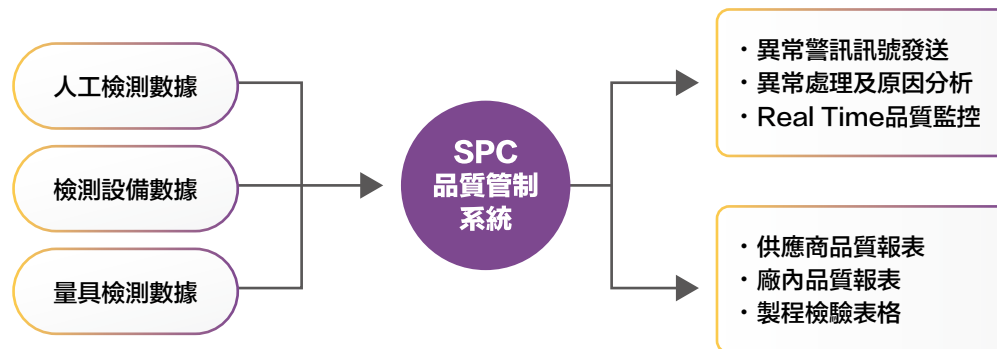 人工檢測數據
檢測設備數據
量具檢測數據
SPC
品質管制
系統
・異常警訊訊號發送
・異常處理及原因分析
・Real Time品質監控
・供應商品質報表
・廠內品質報表
・製程檢驗表格